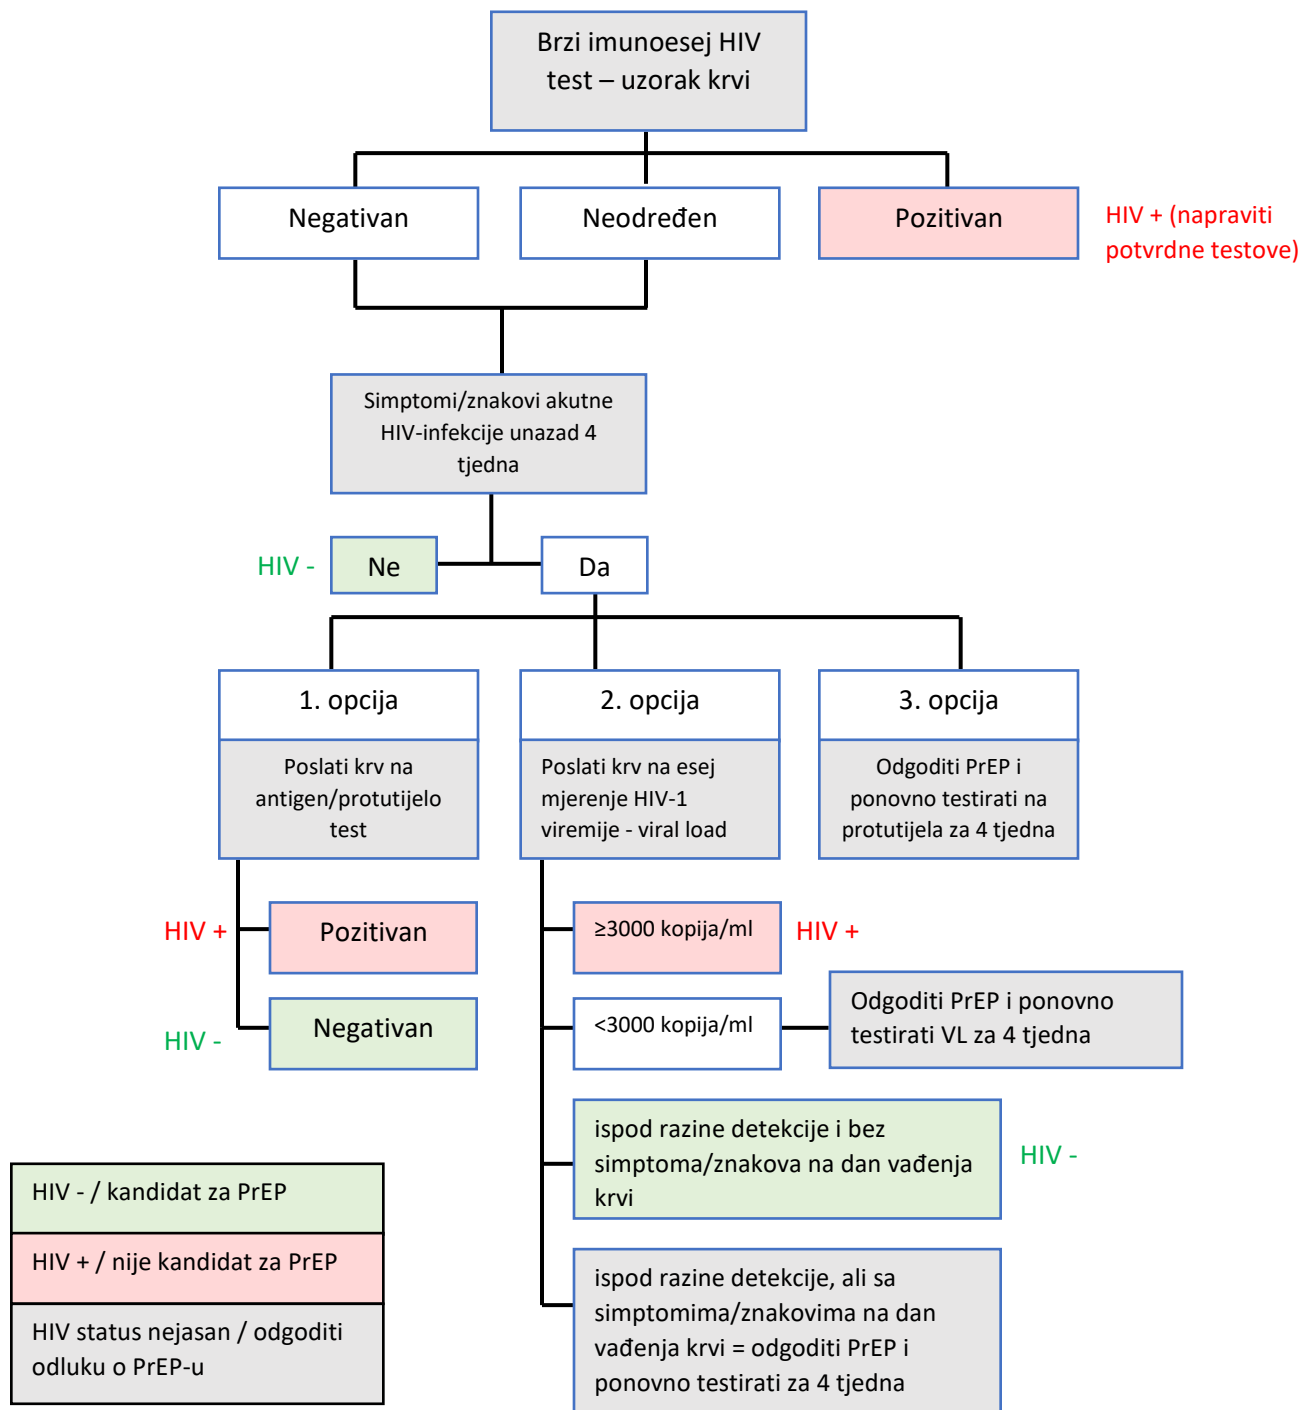 Brzi imunoesej HIV
test – uzorak krvi
Negativan
Neodređen
Pozitivan
HIV + (napraviti
potvrdne testove)
Simptomi/znakovi akutne
HIV-infekcije unazad 4
tjedna
HIV -
Ne
Da
1. opcija
Poslati krv na
antigen/protutijelo
test
2. opcija
Poslati krv na esej
mjerenje HIV-1
viremije - viral load
3. opcija
Odgoditi PrEP i
ponovno testirati na
protutijela za 4 tjedna
HIV +
Pozitivan
HIV -
Negativan
≥3000 kopija/ml
HIV +
<3000 kopija/ml
Odgoditi PrEP i ponovno
testirati VL za 4 tjedna
ispod razine detekcije i bez
simptoma/znakova na dan vađenja
krvi
HIV -
ispod razine detekcije, ali sa
simptomima/znakovima na dan
vađenja krvi = odgoditi PrEP i
ponovno testirati za 4 tjedna
HIV - / kandidat za PrEP
HIV + / nije kandidat za PrEP
HIV status nejasan / odgoditi
odluku o PrEP-u